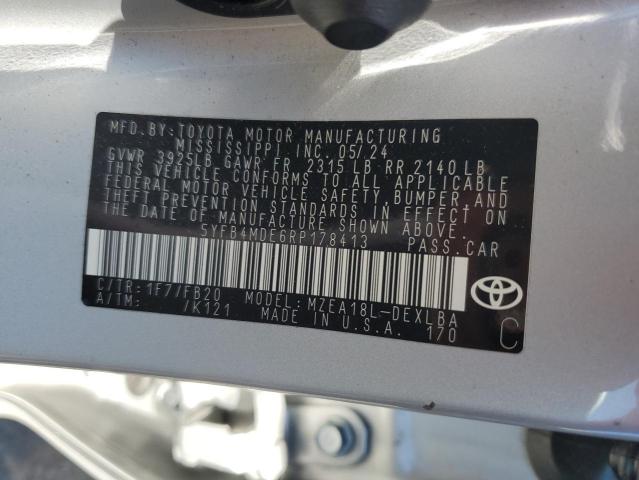 MFD.BY:TOYOTA MOTOR MANUFACTURING
MISSISSIPPI INC.05/24
GVWR 3925LB GAWR FR 2315 LB RR 2140 LB
THIS VEHICLE CONFORMS TO ALL APPLICABLE
FEDERAL MOTOR VEHICLE SAFETY,BUMPER,AND
THEFT PREVENTION STANDARDS IN EFFECT ON
THE DATE OF MANUFACTURE SHOWN ABOVE.
5YFB4MDE6RP178413 PASS.CAR
C/TR: 1F7/FB20 MODEL:MZEA18L-DEXLBA
A/TM: /K121 MADE IN U.S.A. 170
C